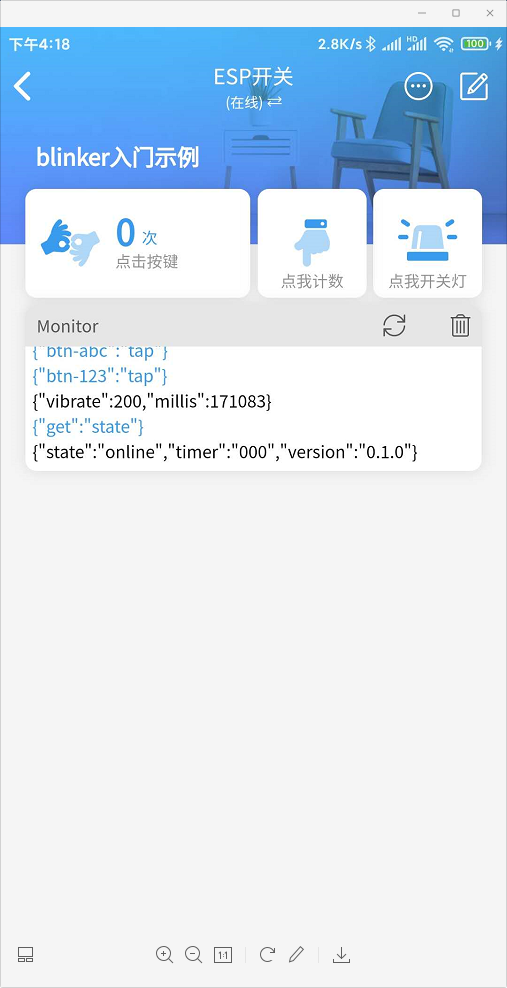 下午4:18
2.8K/s HD 100
ESP开关
(在线)
blinker入门示例
0 次
点击按键
点我计数
点我开关灯
Monitor
{"btn-abc":"tap"}
{"btn-123":"tap"}
{"vibrate":200,"millis":171083}
{"get":"state"}
{"state":"online","timer":"000","version":"0.1.0"}
1:1